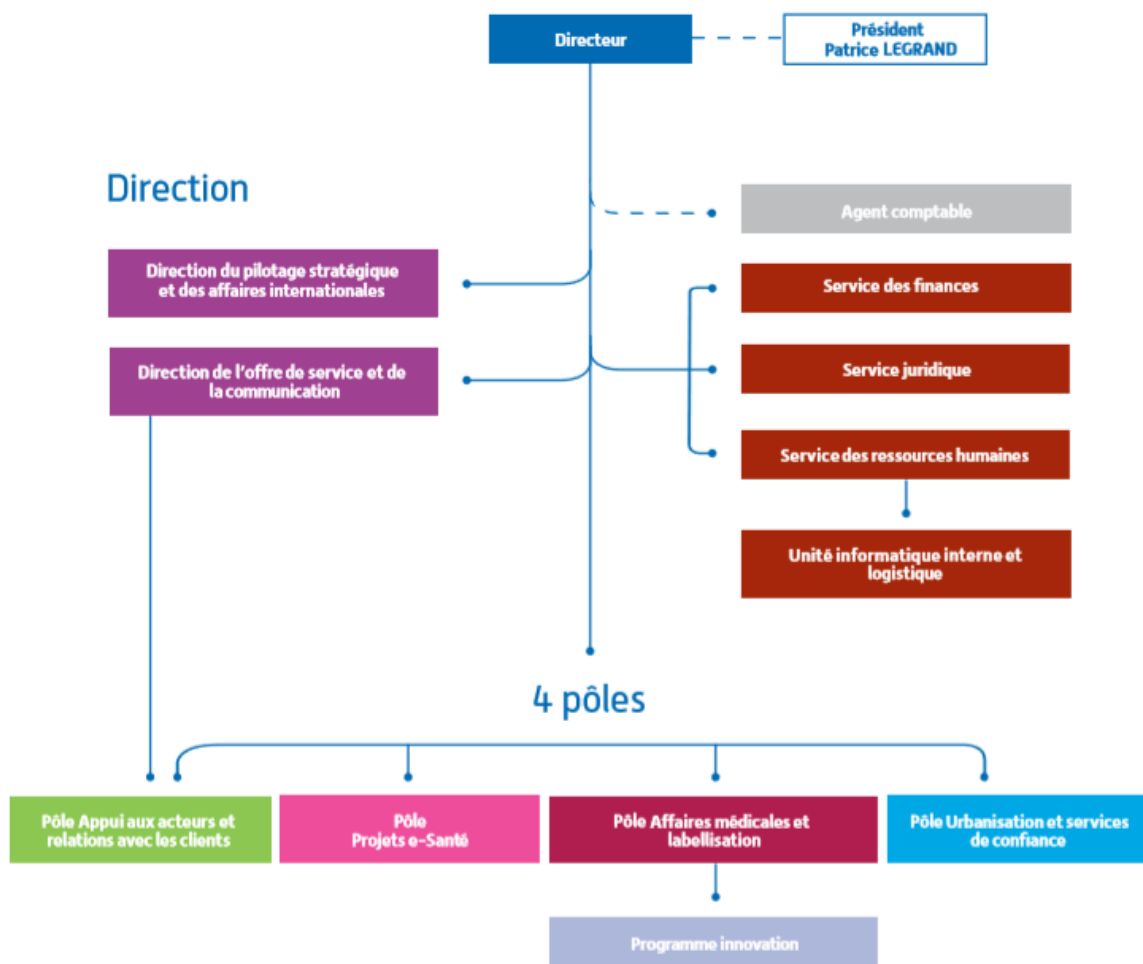 Directeur
Président
Patrice LEGRAND
Direction
Agent comptable
Direction du pilotage stratégique
et des affaires internationales
Service des finances
Direction de l'offre de service et de
la communication
Service juridique
Service des ressources humaines
Unité informatique interne et
logistique
4 pôles
Pôle Appui aux acteurs et
relations avec les clients
Pôle
Projets e-Santé
Pôle Affaires médicales et
labellisation
Pôle Urbanisation et services
de confiance
Programme innovation